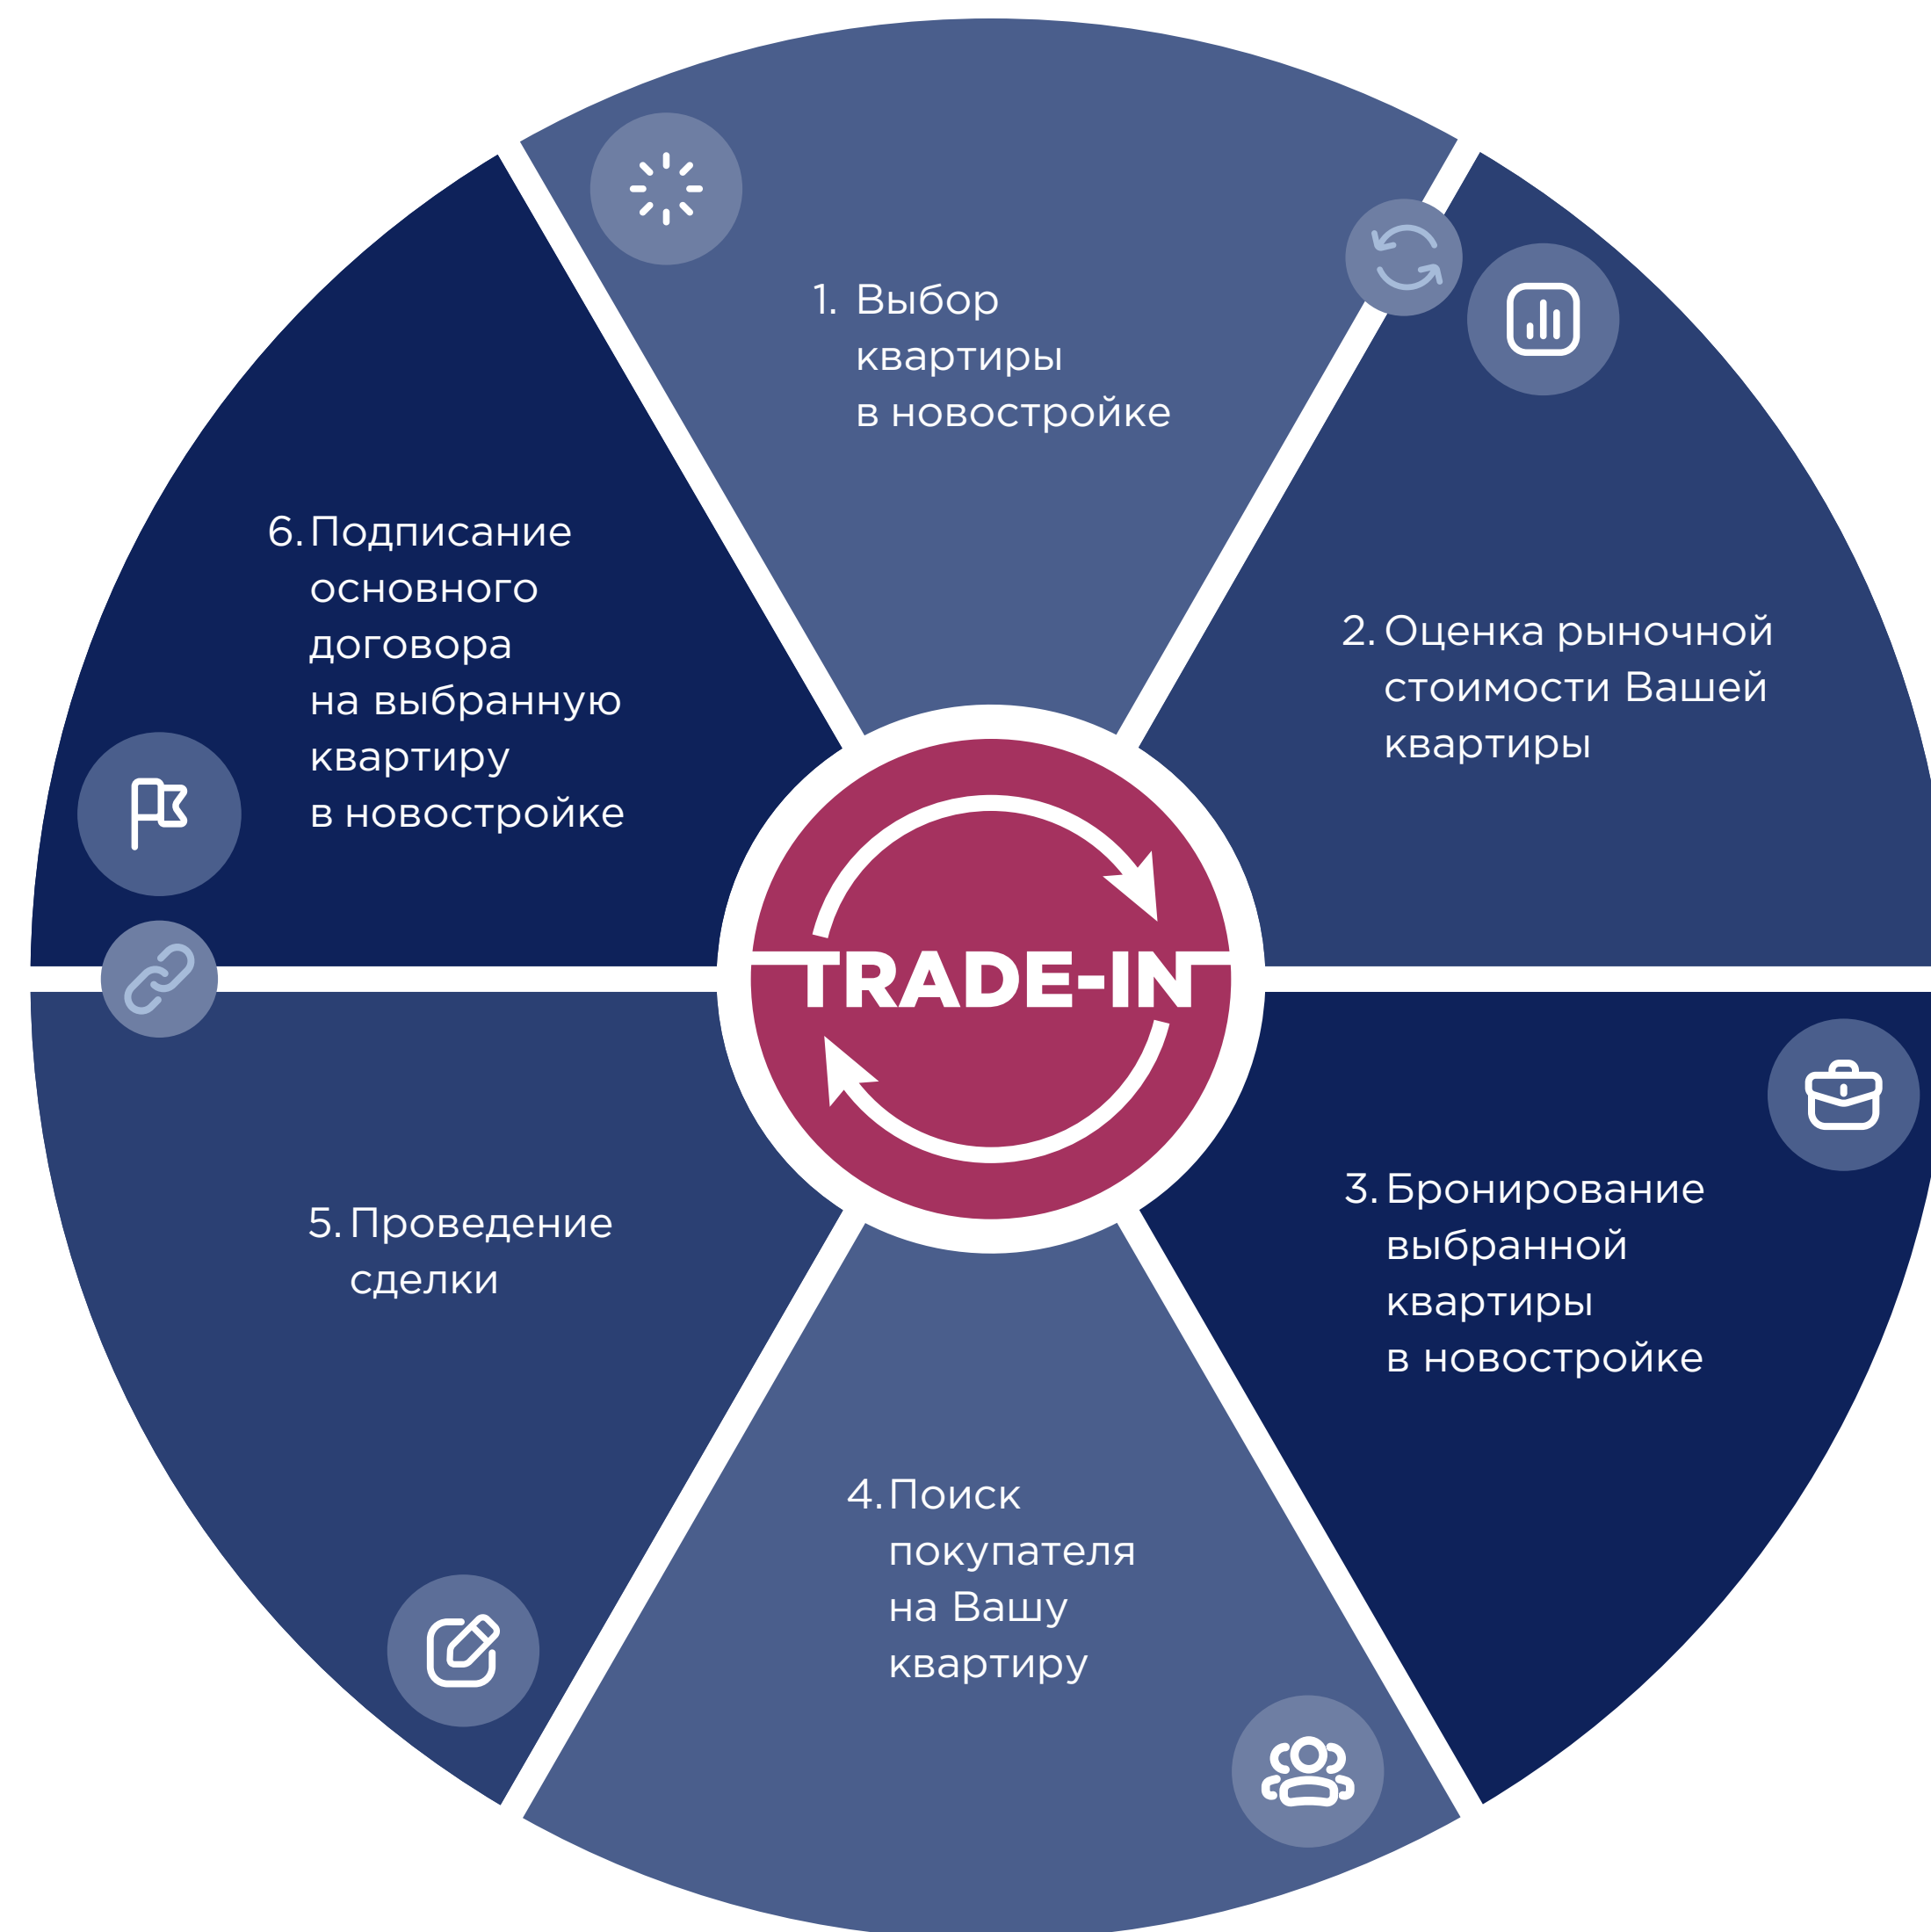 1. Выбор
квартиры
в новостройке
2. Оценка рыночной
стоимости Вашей
квартиры
3. Бронирование
выбранной
квартиры
в новостройке
4. Поиск
покупателя
на Вашу
квартиру
5. Проведение
сделки
6. Подписание
основного
договора
на выбранную
квартиру
в новостройке
TRADE-IN